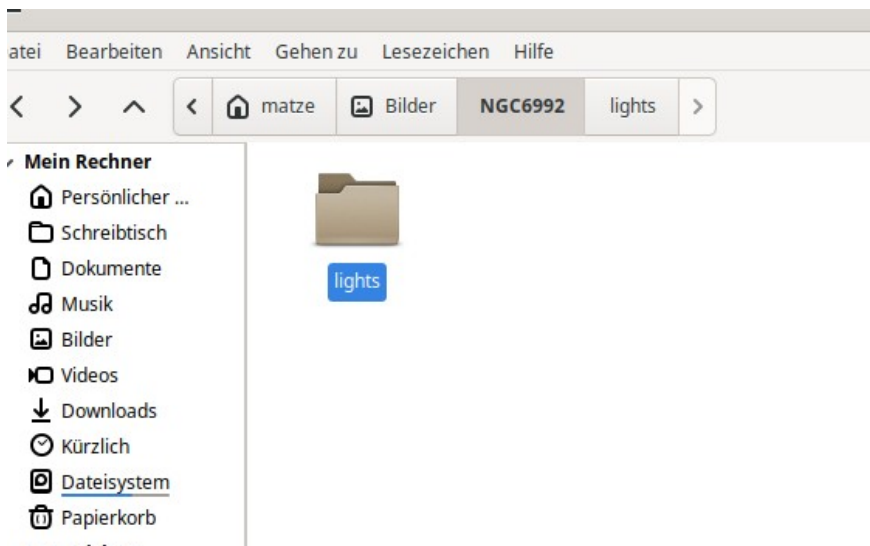 atei Bearbeiten Ansicht Gehen zu Lesezeichen Hilfe
matze Bilder NGC6992 lights
Mein Rechner
Persönlicher ...
Schreibtisch
Dokumente
Musik
Bilder
Videos
Downloads
Kürzlich
Dateisystem
Papierkorb
lights